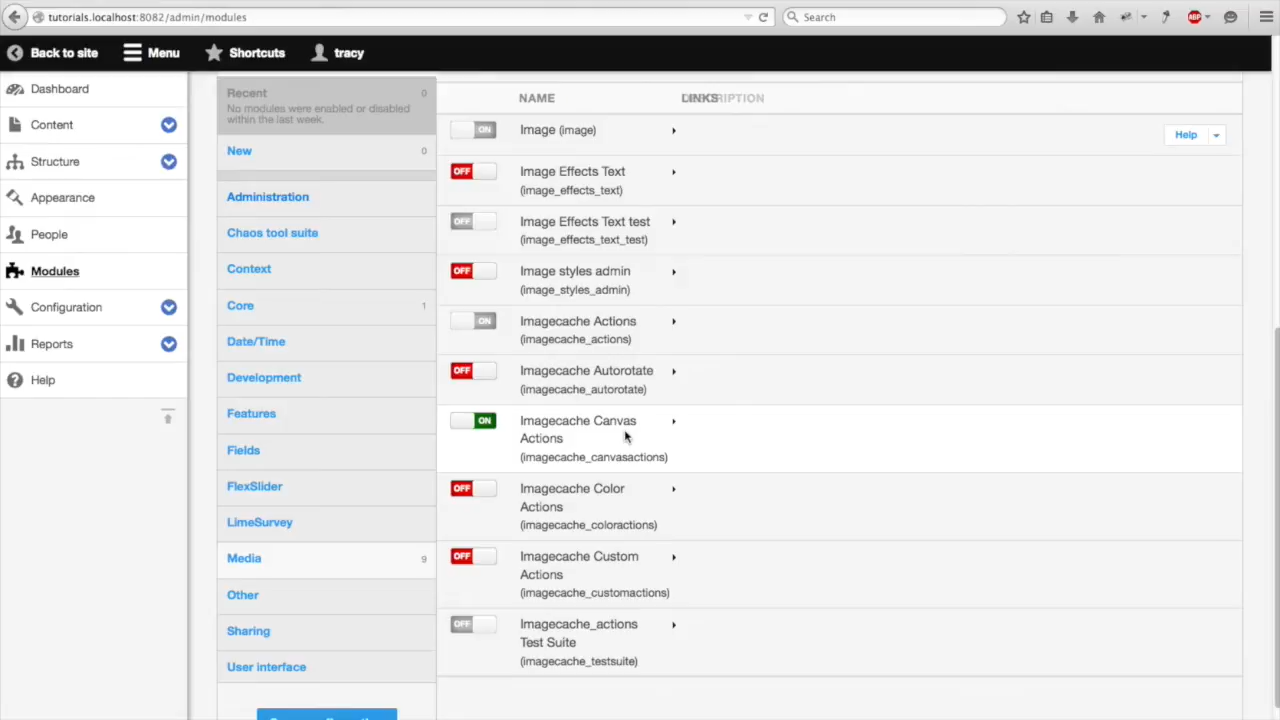 tutorials.localhost:8082/admin/modules
Search
ABP
Back to site
Menu
Shortcuts
tracy
Dashboard
Content
Structure
Appearance
People
Modules
Configuration
Reports
Help
Recent 0
No modules were enabled or disabled
within the last week.
New 0
Administration
Chaos tool suite
Context
Core 1
Date/Time
Development
Features
Fields
FlexSlider
LimeSurvey
Media 9
Other
Sharing
User interface
NAME
LINKS
ON Image (image)
Help
OFF Image Effects Text
(image_effects_text)
OFF Image Effects Text test
(image_effects_text_test)
OFF Image styles admin
(image_styles_admin)
ON Imagecache Actions
(imagecache_actions)
OFF Imagecache Autorotate
(imagecache_autorotate)
ON Imagecache Canvas
Actions
(imagecache_canvasactions)
OFF Imagecache Color
Actions
(imagecache_coloractions)
OFF Imagecache Custom
Actions
(imagecache_customactions)
OFF Imagecache_actions
Test Suite
(imagecache_testsuite)